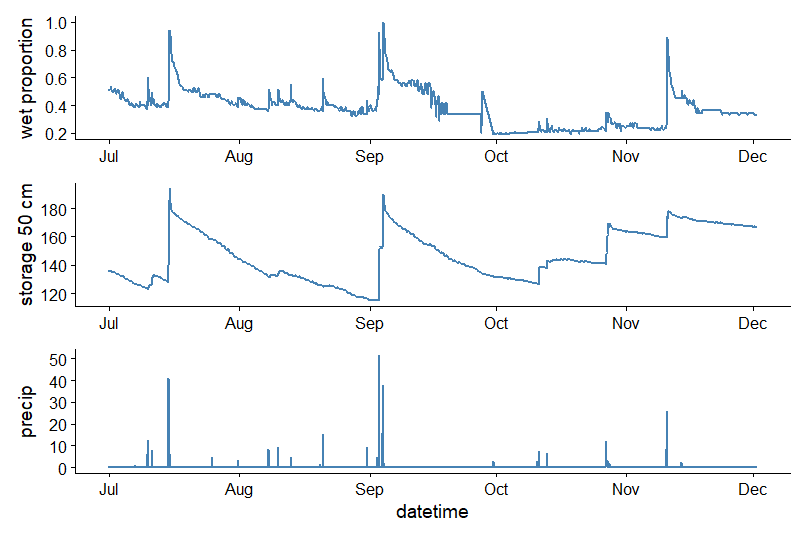 wet proportion
1.0
0.8
0.6
0.4
0.2
Jul Aug Sep Oct Nov Dec
storage 50 cm
180
160
140
120
Jul Aug Sep Oct Nov Dec
precip
50
40
30
20
10
0
Jul Aug Sep Oct Nov Dec
datetime